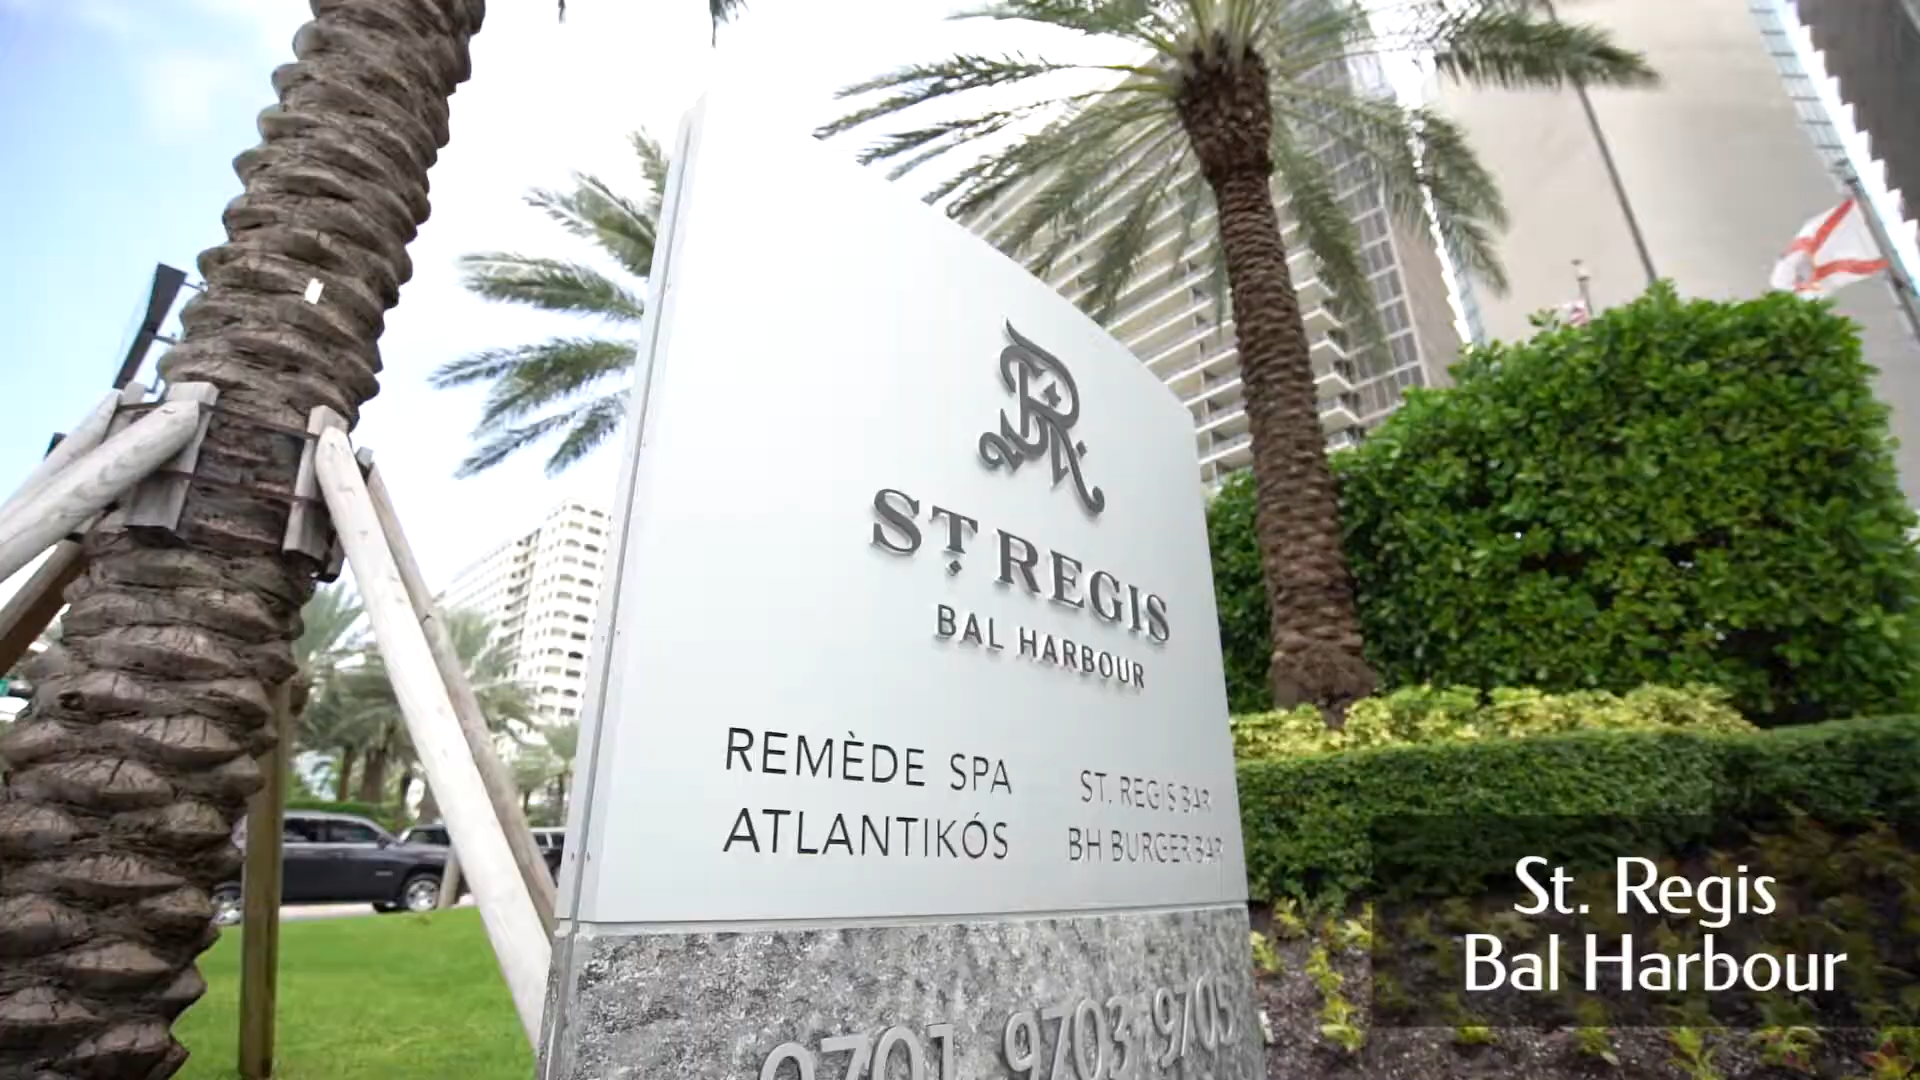 ST. REGIS
BAL HARBOUR
REMÈDE SPA
ATLANTIKÓS
ST. REGIS BAR
BH BURGER BAR
9701 9703 9705
St. Regis
Bal Harbour